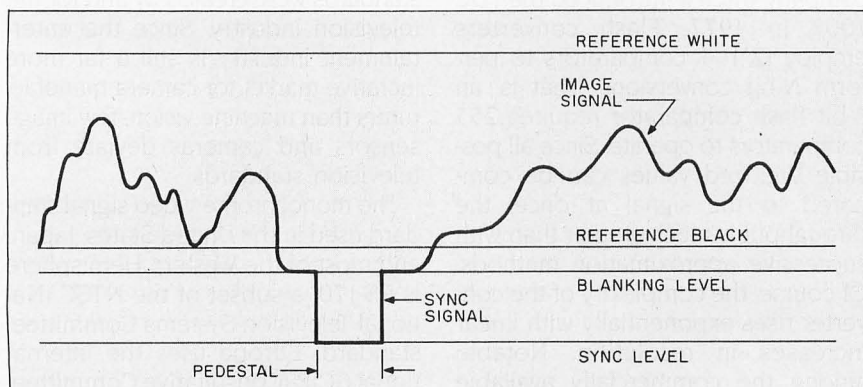 REFERENCE WHITE
IMAGE
SIGNAL
REFERENCE BLACK
BLANKING LEVEL
SYNC
SIGNAL
PEDESTAL
SYNC LEVEL